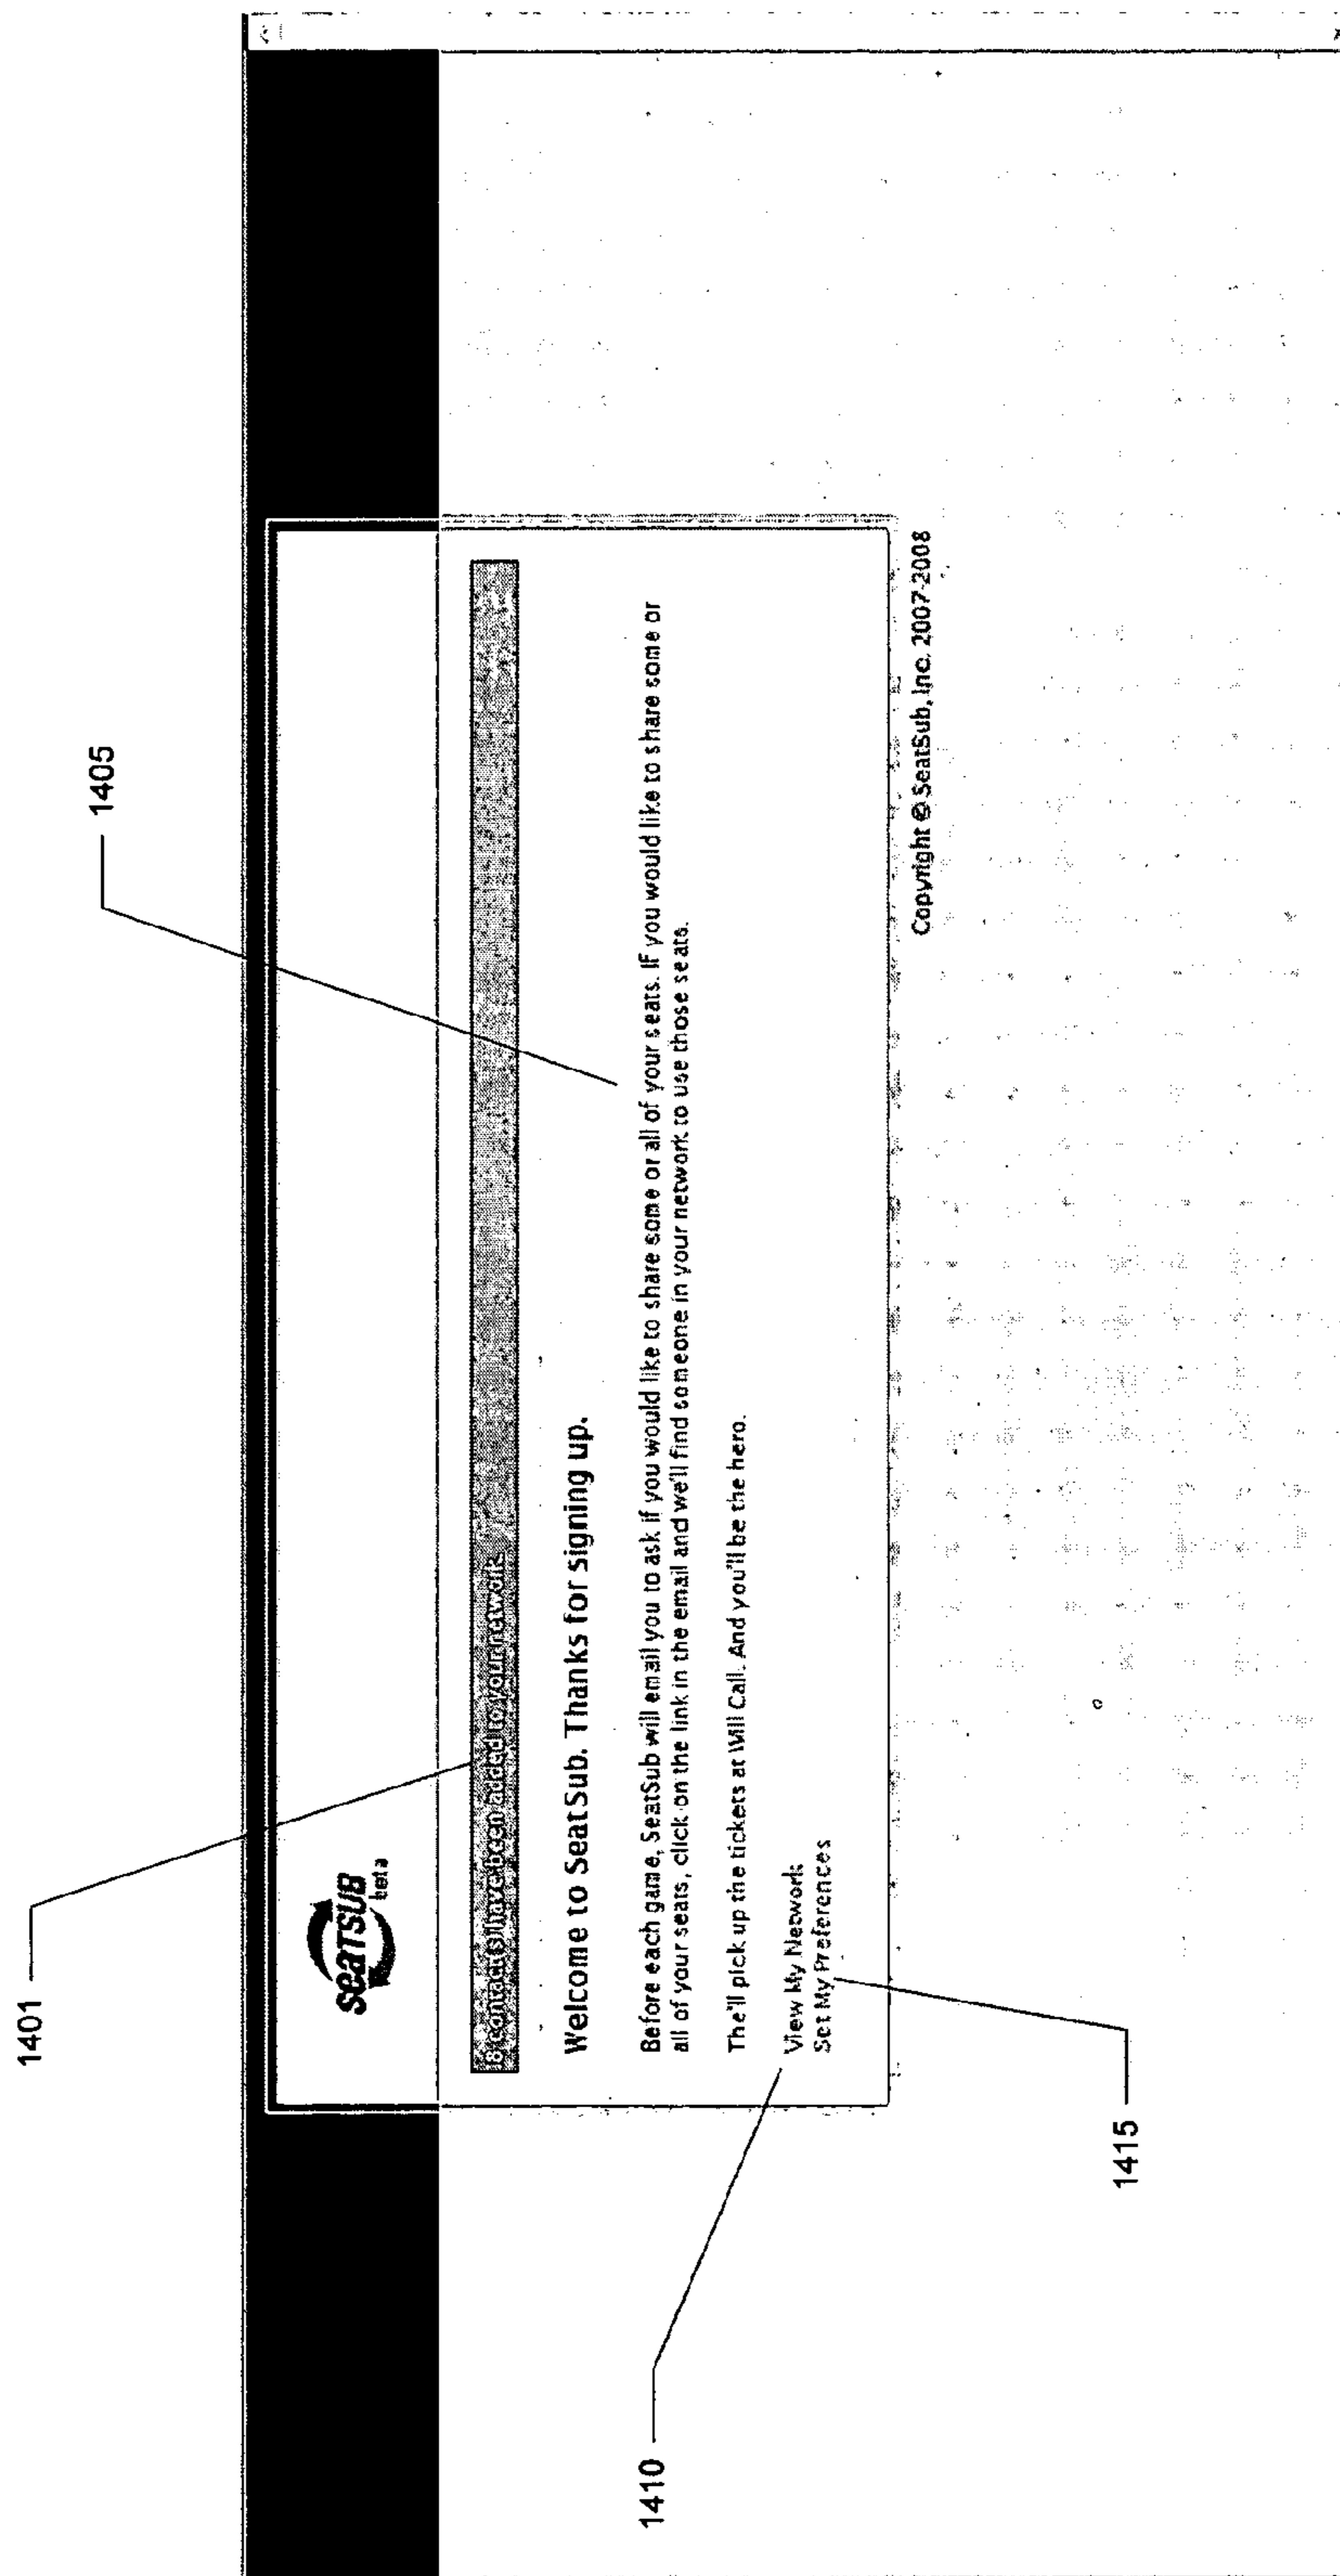 1401
1405
seatSUB
beta
8 contact(s) have been added to your network.
Welcome to SeatSub. Thanks for signing up.
Before each game, SeatSub will email you to ask if you would like to share some or all of your seats. If you would like to share some or
all of your seats, click on the link in the email and we'll find someone in your network to use those seats.
The'll pick up the tickets at Will Call. And you'll be the hero.
View My Network
Set My Preferences
1410
1415
Copyright © SeatSub, Inc. 2007-2008